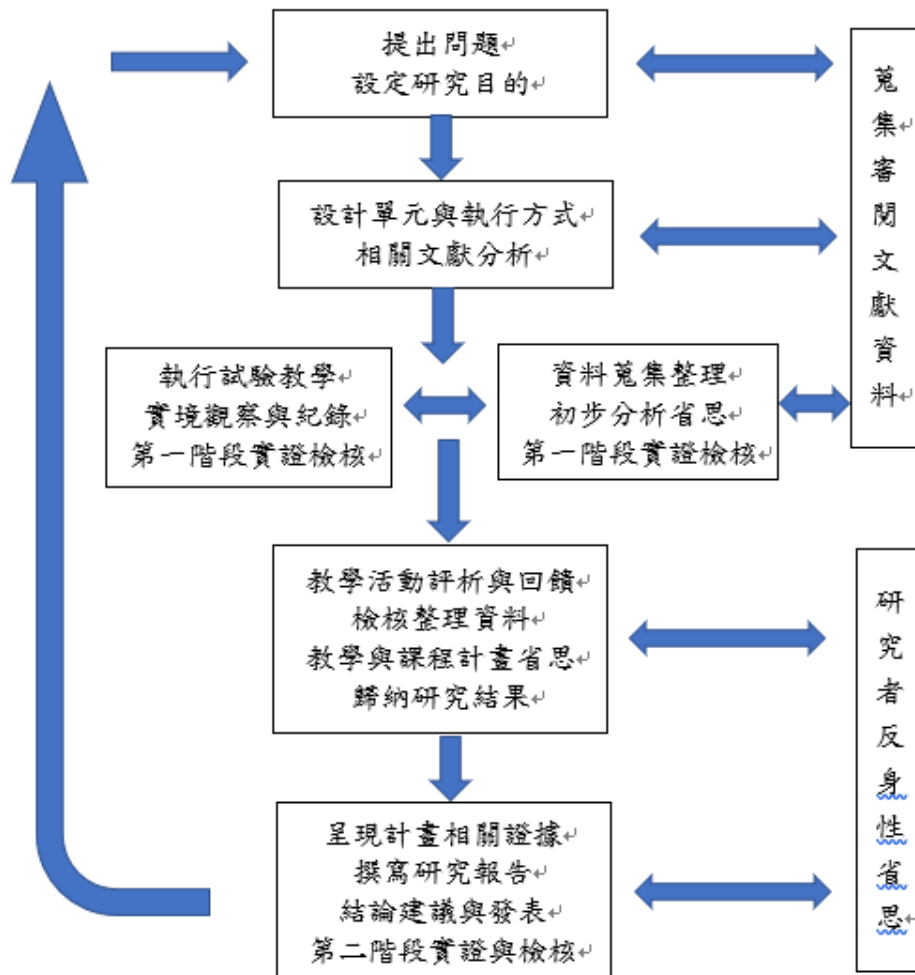 提出問題
設定研究目的
蒐集審閱文獻資料
設計單元與執行方式
相關文獻分析
執行試驗教學
實境觀察與紀錄
第一階段實證檢核
資料蒐集整理
初步分析省思
第一階段實證檢核
教學活動評析與回饋
檢核整理資料
教學與課程計畫省思
歸納研究結果
研究者反身性省思
呈現計畫相關證據
撰寫研究報告
結論建議與發表
第二階段實證與檢核